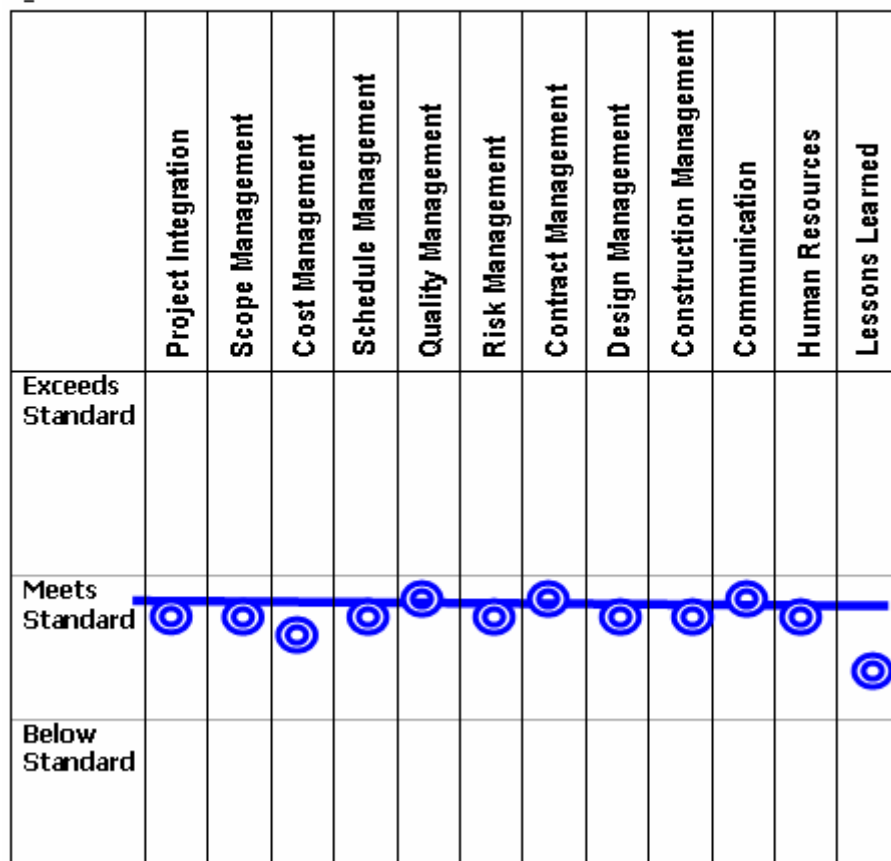 Project Integration
Scope Management
Cost Management
Schedule Management
Quality Management
Risk Management
Contract Management
Design Management
Construction Management
Communication
Human Resources
Lessons Learned
Exceeds
Standard
Meets
Standard
Below
Standard